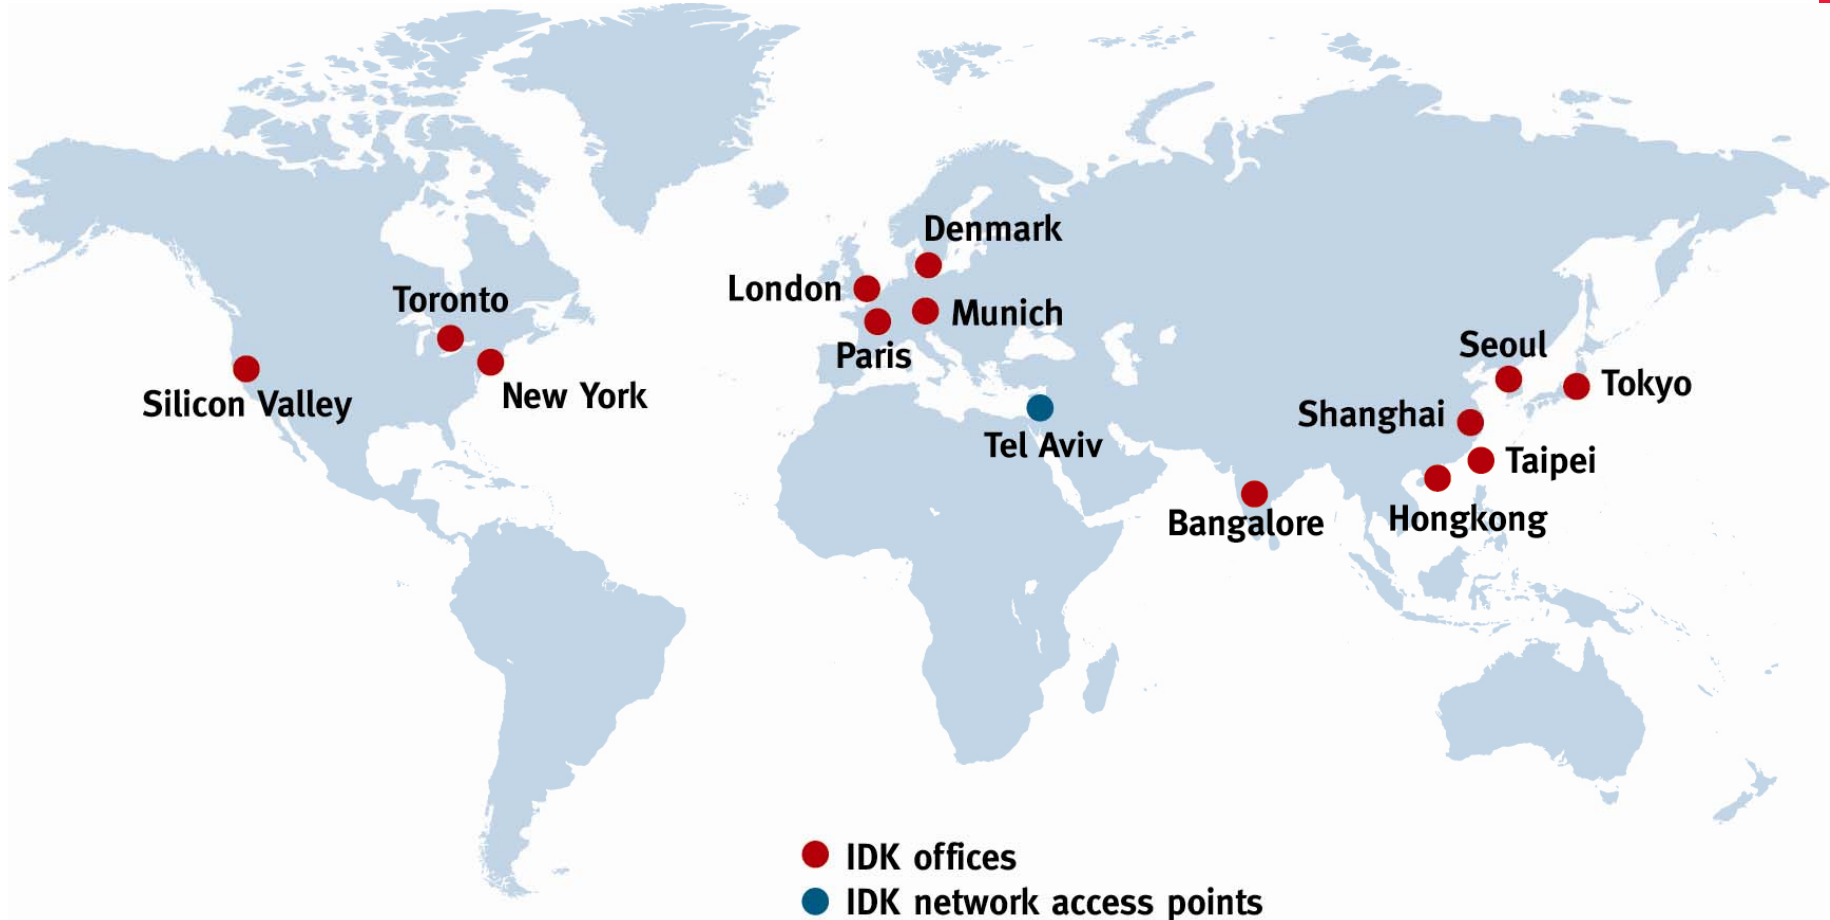 Denmark
London
Toronto
Munich
Seoul
Paris
Tokyo
New York
Silicon Valley
Shanghai
Tel Aviv
Taipei
Hongkong
Bangalore
IDK offices
IDK network access points